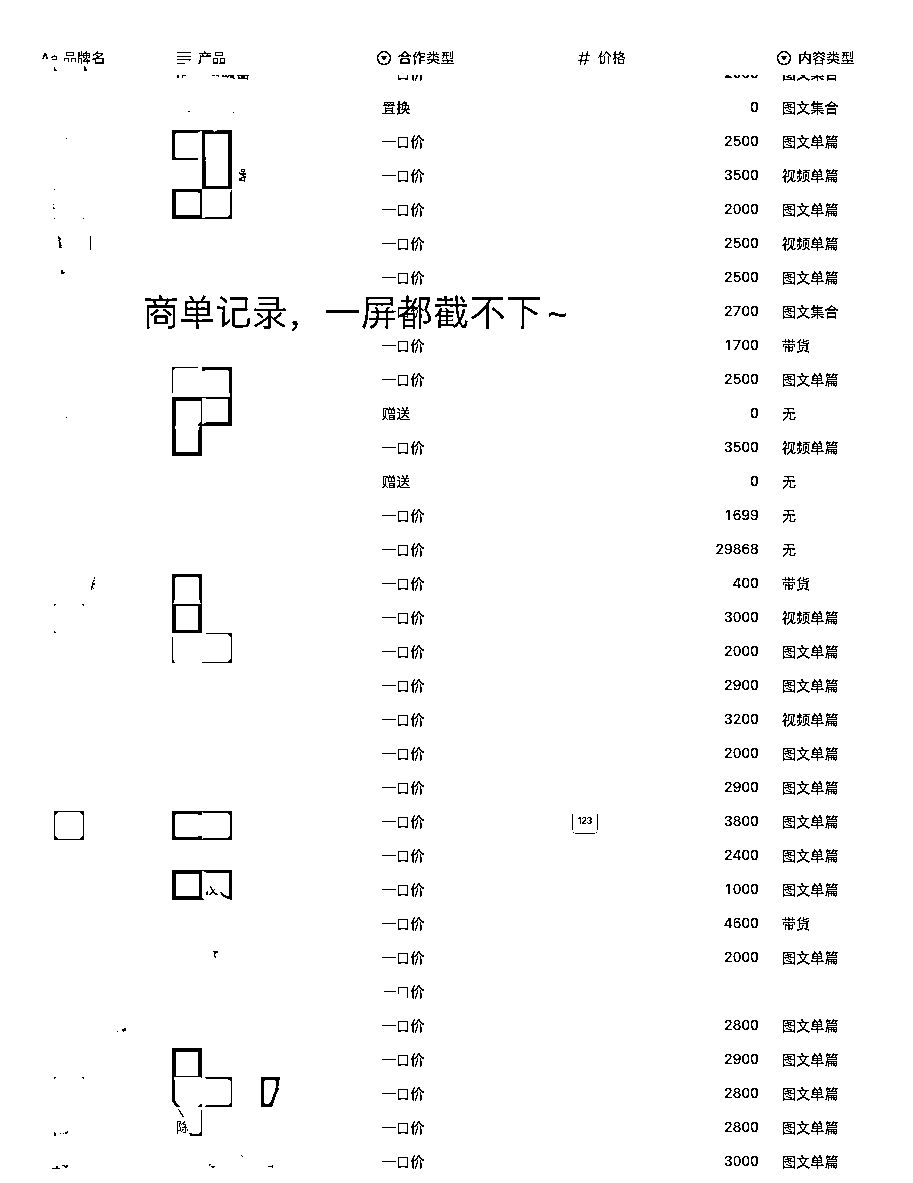 品牌名 产品 合作类型 # 价格 内容类型
置换 0 图文集合
一口价 2500 图文单篇
一口价 3500 视频单篇
一口价 2000 图文单篇
一口价 2500 视频单篇
一口价 2500 图文单篇
商单记录，一屏都截不下~
2700 图文集合
一口价 1700 带货
一口价 2500 图文单篇
赠送 0 无
一口价 3500 视频单篇
赠送 0 无
一口价 1699 无
一口价 29868 无
一口价 400 带货
一口价 3000 视频单篇
一口价 2000 图文单篇
一口价 2900 图文单篇
一口价 3200 视频单篇
一口价 2000 图文单篇
一口价 2900 图文单篇
一口价 123 3800 图文单篇
一口价 2400 图文单篇
一口价 1000 图文单篇
一口价 4600 带货
一口价 2000 图文单篇
一口价
一口价 2800 图文单篇
一口价 2900 图文单篇
一口价 2800 图文单篇
一口价 2800 图文单篇
一口价 3000 图文单篇